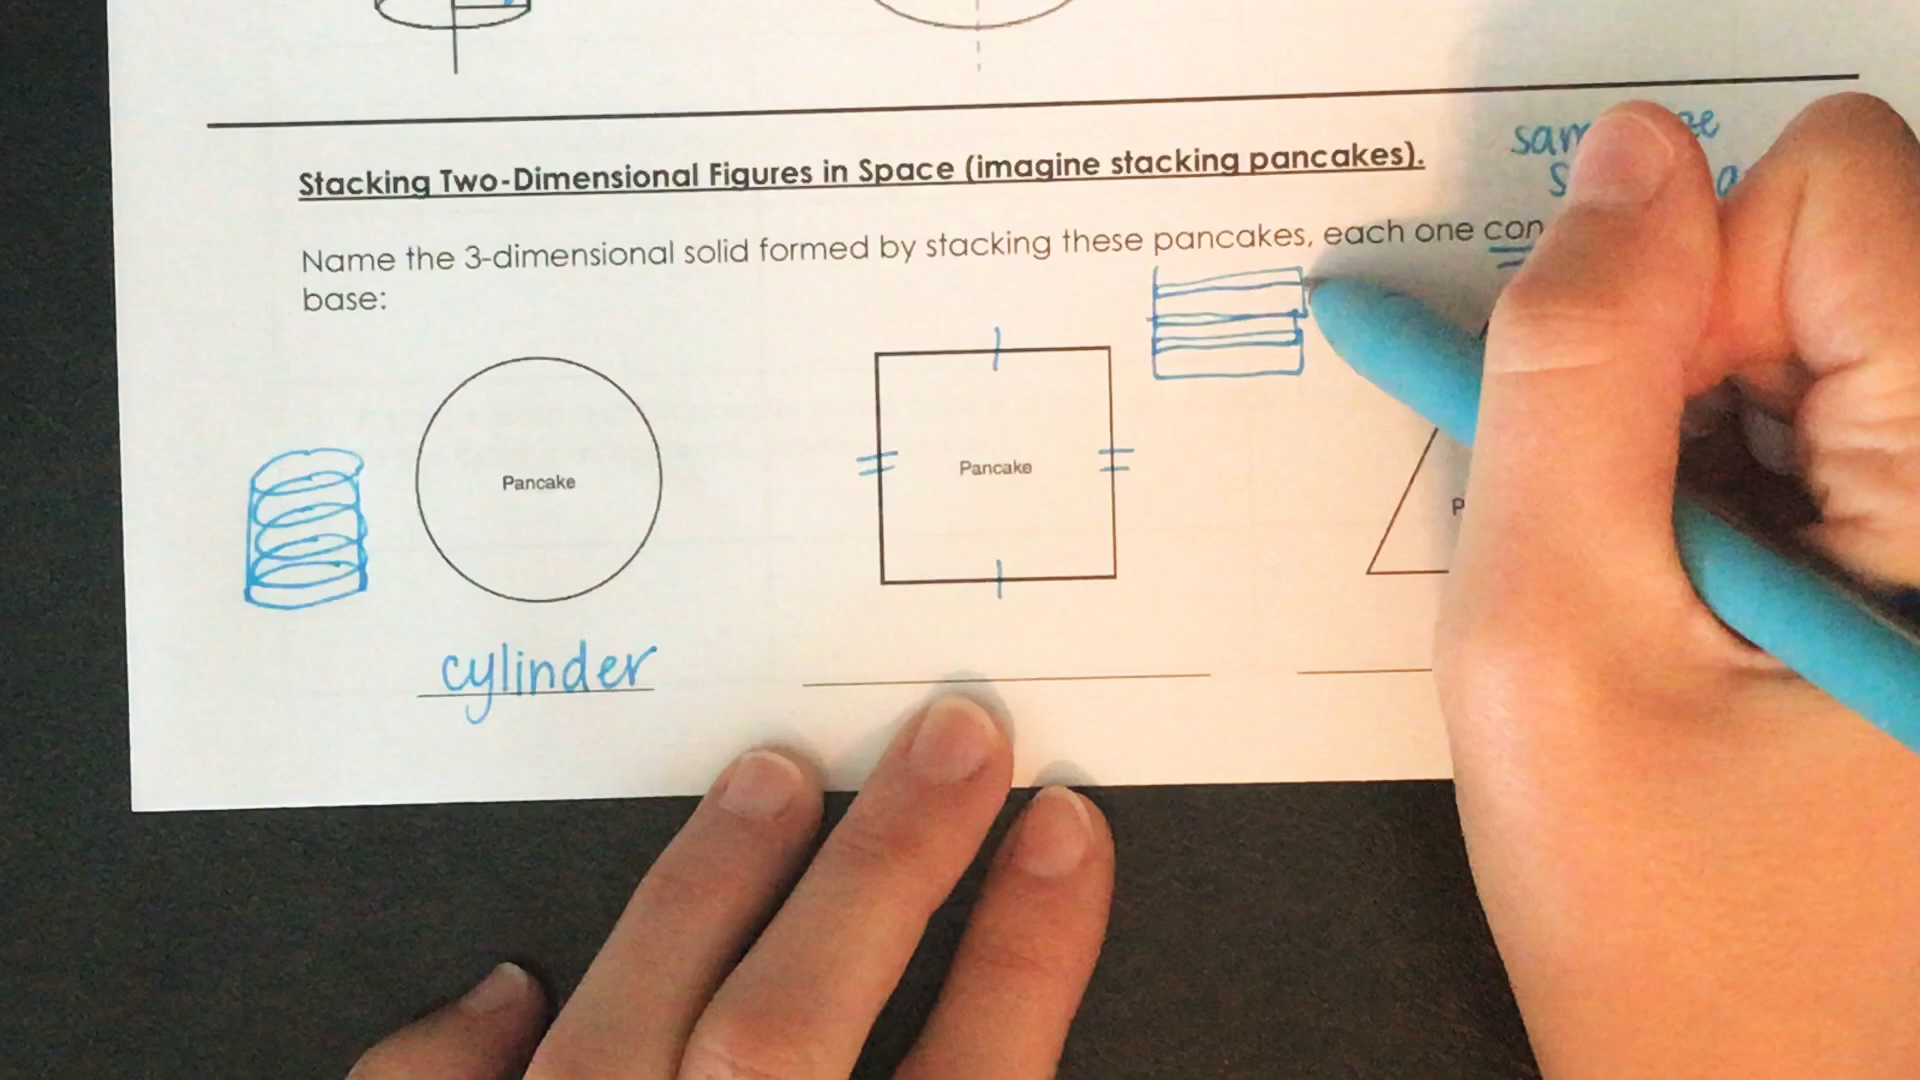 Stacking Two-Dimensional Figures in Space (imagine stacking pancakes).
Name the 3-dimensional solid formed by stacking these pancakes, each one
base:
Pancake
Pancake
cylinder